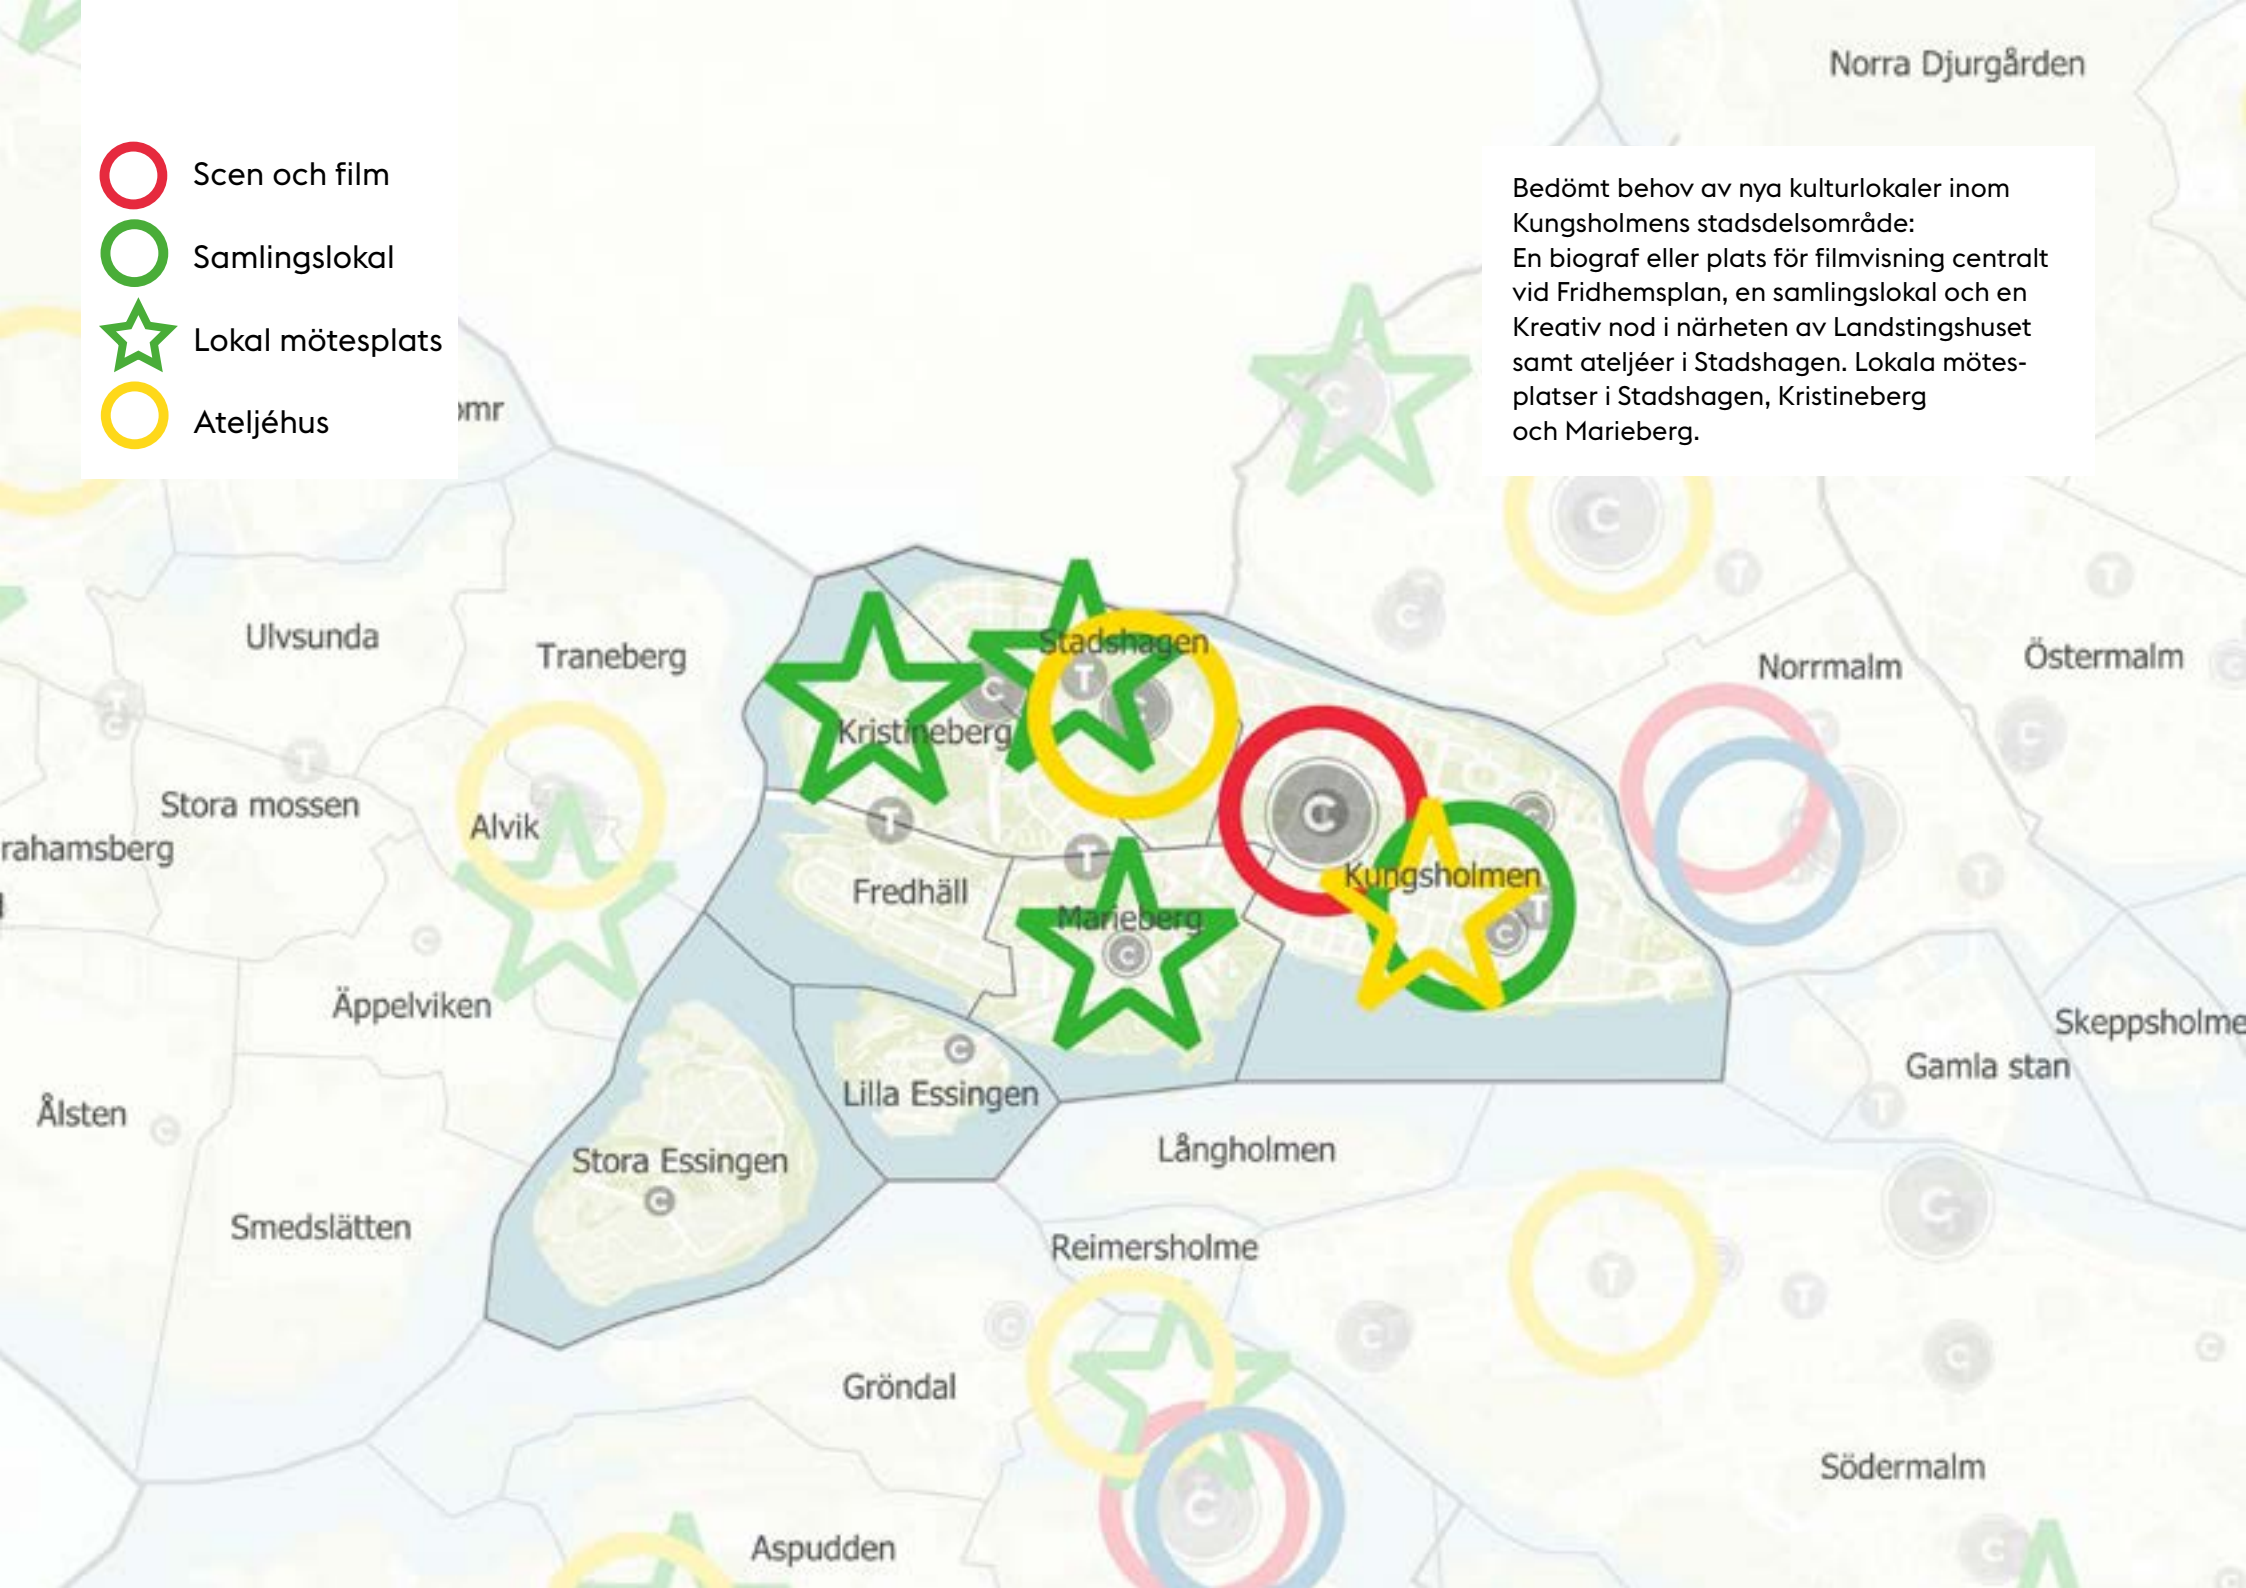 Norra Djurgården
Scen och film
Samlingslokal
Lokal mötesplats
Ateljéhus
Bedömt behov av nya kulturlokaler inom
Kungsholmens stadsdelsområde:
En biograf eller plats för filmvisning centralt
vid Fridhemsplan, en samlingslokal och en
Kreativ nod i närheten av Landstingshuset
samt ateljéer i Stadshagen. Lokala mötes-
platser i Stadshagen, Kristineberg
och Marieberg.
omr
Ulvsunda
Traneberg
Stadshagen
Norrmalm
Östermalm
Kristineberg
Stora mossen
Alvik
rahamsberg
Fredhäll
Marieberg
Kungsholmen
Äppelviken
Skeppsholme
Gamla stan
Lilla Essingen
Ålsten
Stora Essingen
Långholmen
Smedslätten
Reimersholme
Gröndal
Södermalm
Aspudden